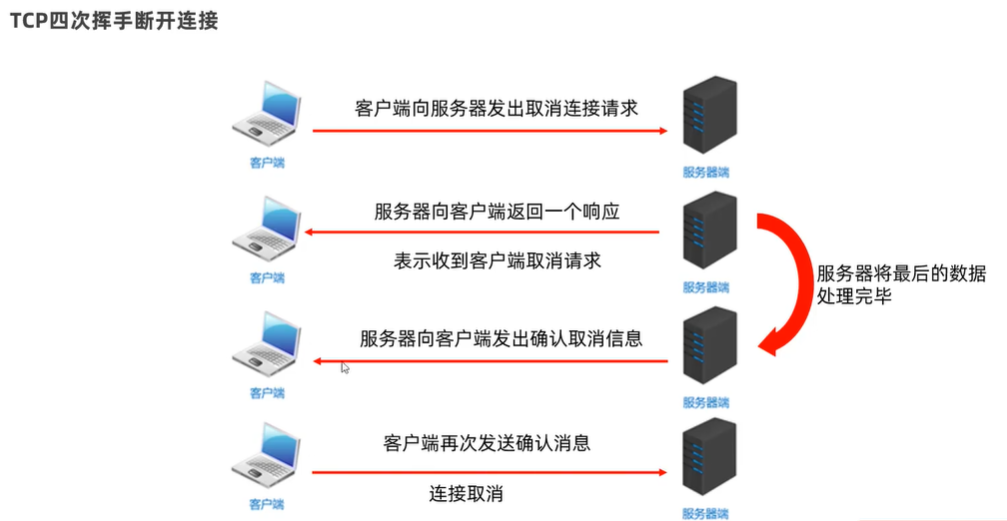 TCP四次挥手断开连接
客户端向服务器发出取消连接请求
客户端
服务器端
服务器向客户端返回一个响应
表示收到客户端取消请求
客户端
服务器端
服务器将最后的数据
处理完毕
服务器向客户端发出确认取消信息
客户端
服务器端
客户端再次发送确认消息
连接取消
客户端
服务器端